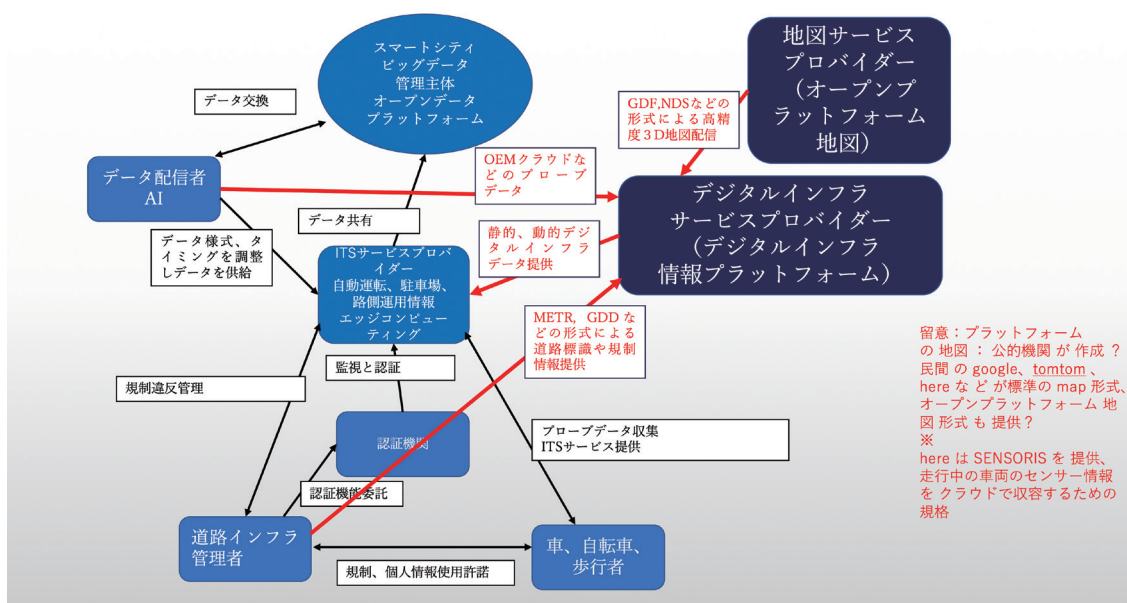 スマートシティ
ビッグデータ
管理主体
オープンデータ
プラットフォーム
地図サービス
プロバイダー
(オープンプ
ラットフォーム
地図)
データ交換
GDF,NDSなどの
形式による高精
度３D地図配信
データ配信者
AI
OEMクラウドな
どのプローブ
データ
デジタルインフラ
サービスプロバイダー
(デジタルインフラ
情報プラットフォーム)
データ共有
静的、動的デジ
タルインフラ
データ提供
データ様式、タ
イミングを調整
しデータを供給
ITSサービスプロバ
イダー
自動運転、駐車場、
路側運用情報
エッジコンピュー
ティング
METR, GDDな
どの形式による
道路標識や規制
情報提供
監視と認証
規制違反管理
認証機関
プローブデータ収集
ITSサービス提供
認証機能委託
道路インフラ
管理者
車、自転車、
歩行者
規制、個人情報使用許諾
留意：プラットフォーム
の 地図 ： 公的機関 が 作成 ？
民間 の google、tomtom 、
here な ど が標準の map 形式、
オープンプラットフォーム 地
図 形式 も 提供？
※
here は SENSORIS を 提供、
走行中の車両のセンサー情報
を クラウドで収容するための
規格